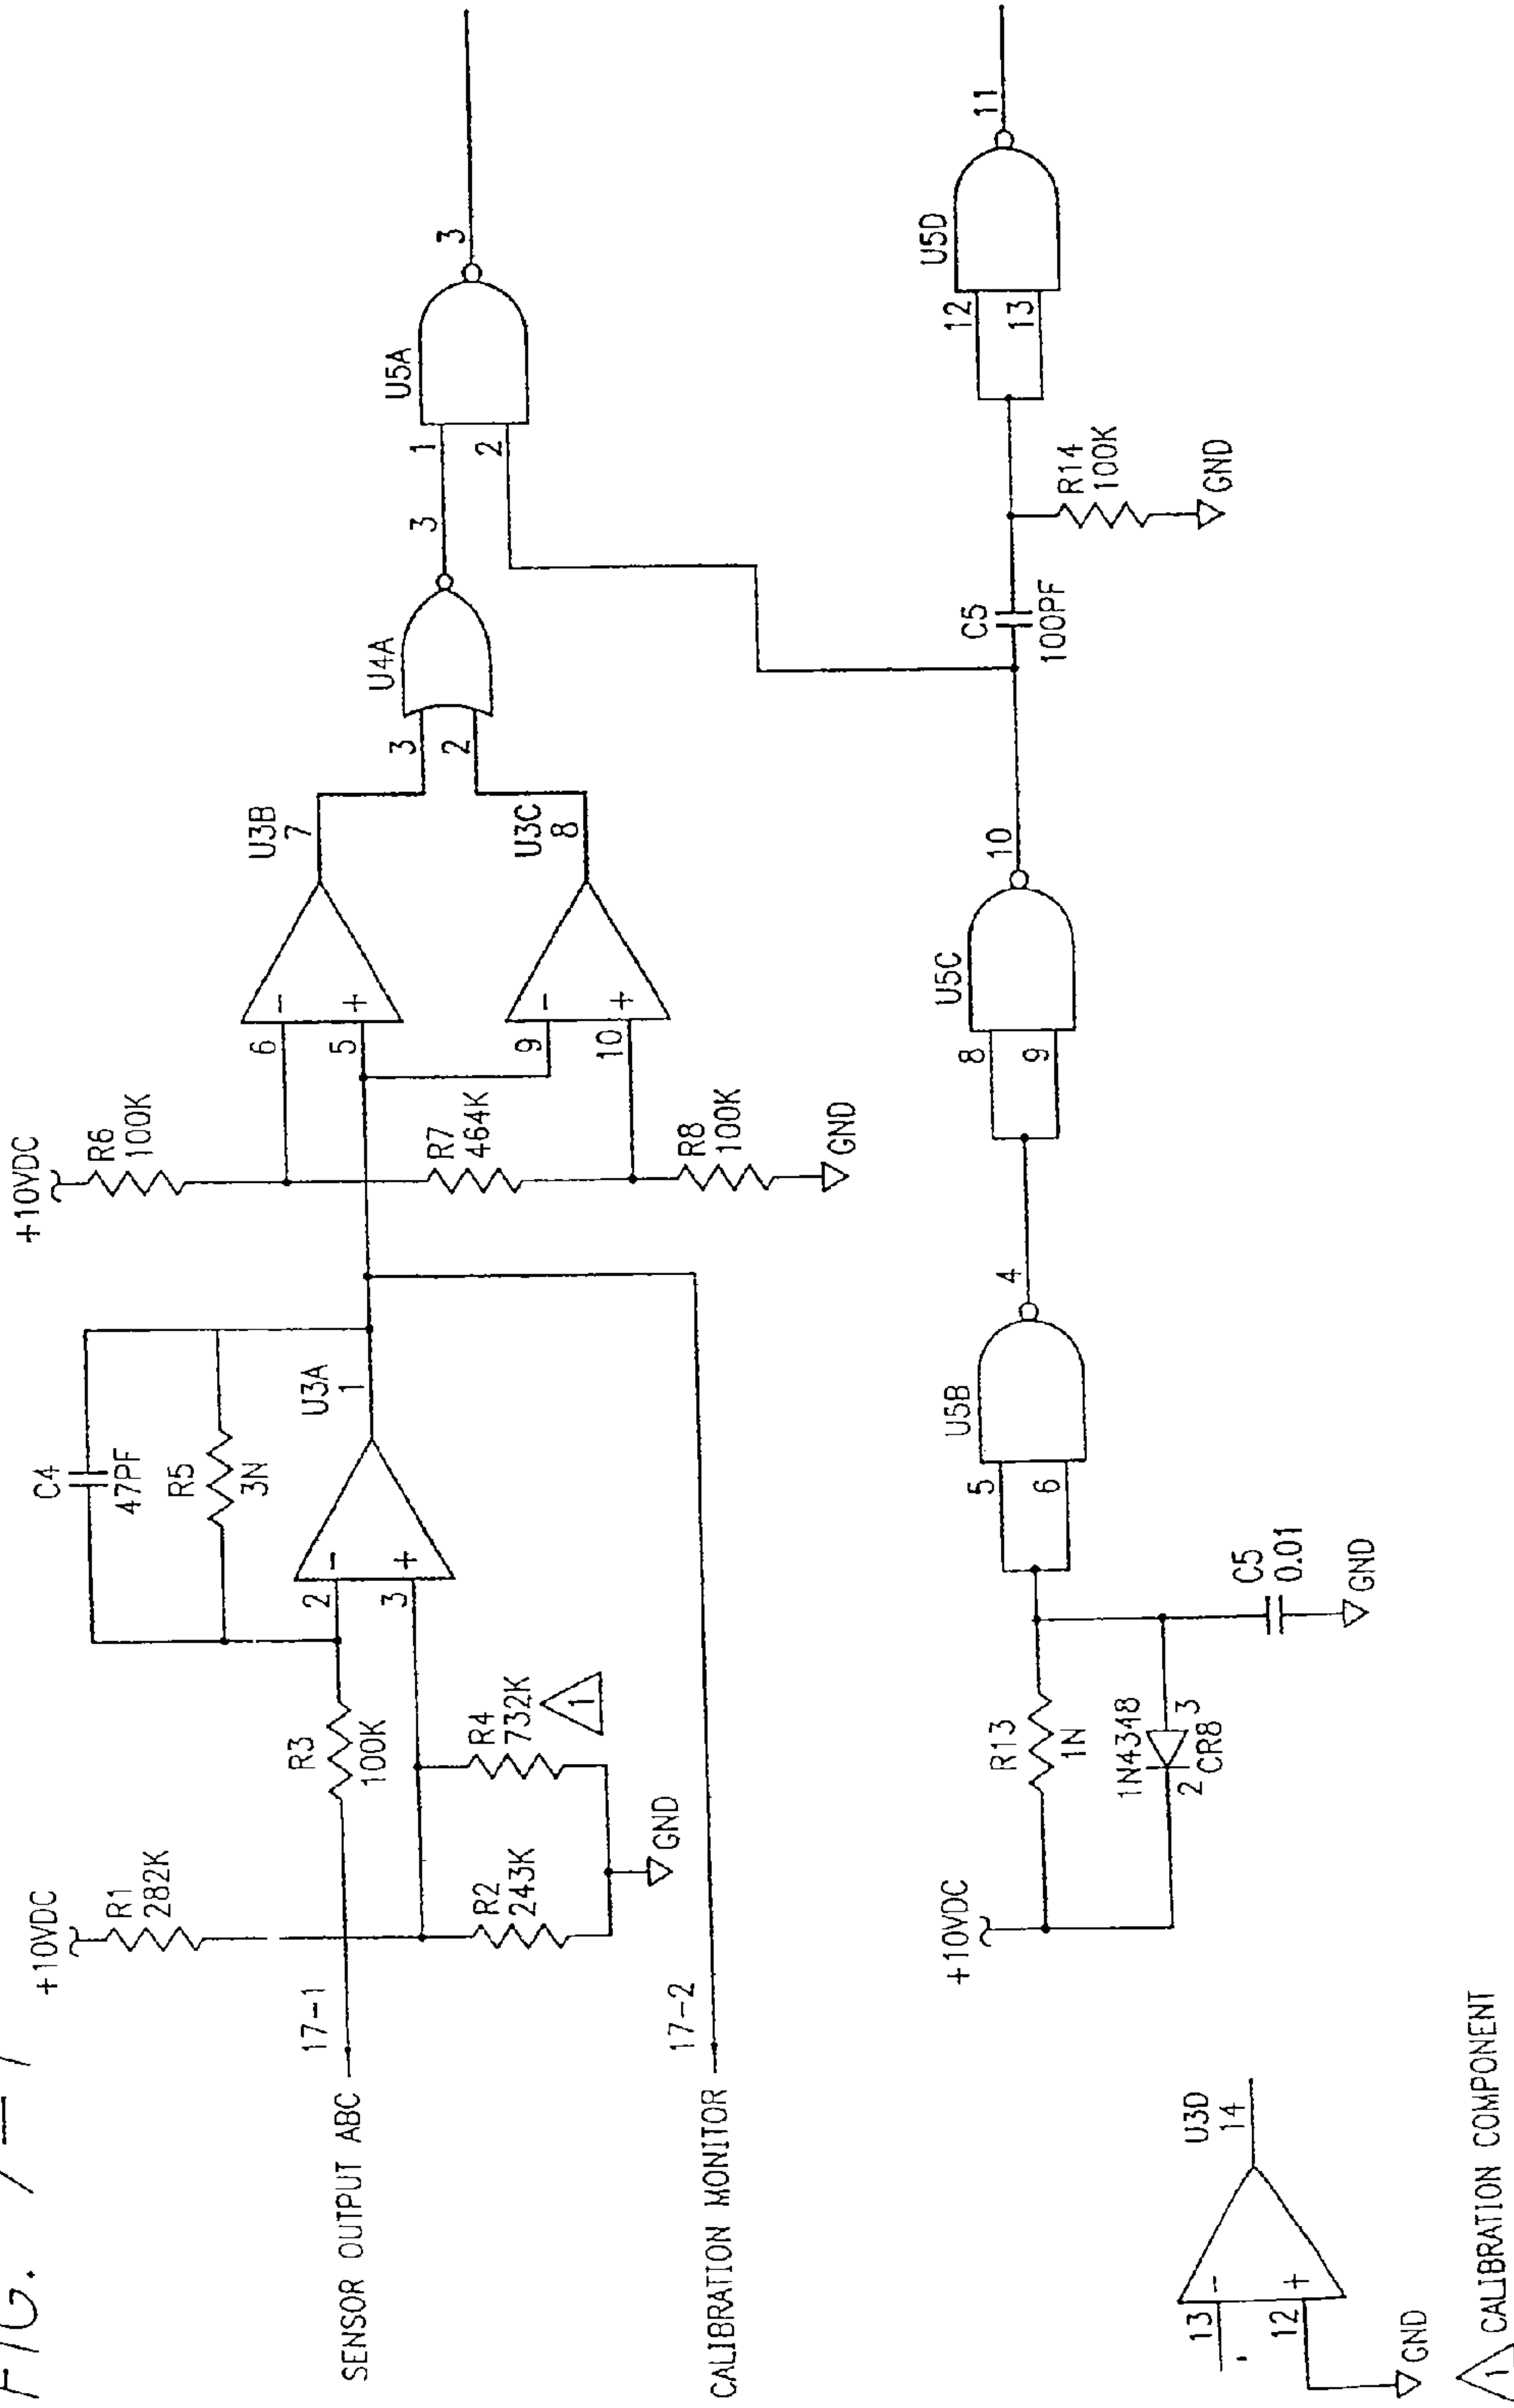 FIG.
+10VDC
R1
282K
SENSOR OUTPUT ABC
17-1
R3
100K
R2
243K
R4
732K
1
GND
C4
47PF
R5
3N
2
3
-
+
U3A
1
CALIBRATION MONITOR
17-2
+10VDC
R6
100K
R7
464K
R8
100K
GND
6
5
-
+
U3B
7
9
10
-
+
U3C
8
3
2
U4A
3
1
2
U5A
3
+10VDC
R13
1N
1N4348
2
3
CR8
C5
0.01
GND
5
6
U5B
4
8
9
U5C
10
C5
100PF
R14
100K
GND
12
13
U5D
11
13
12
-
+
U3D
14
GND
1
CALIBRATION COMPONENT